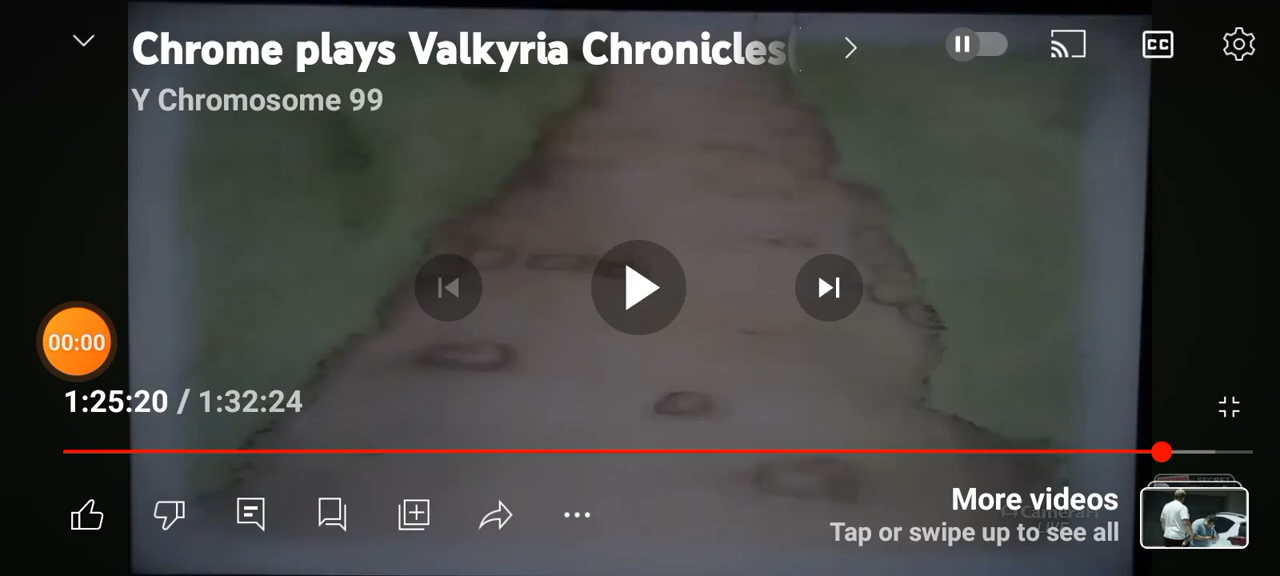 Chrome plays Valkyria Chronicles
CC
Y Chromosome 99
00:00
1:25:20 / 1:32:24
More videos
Tap or swipe up to see all